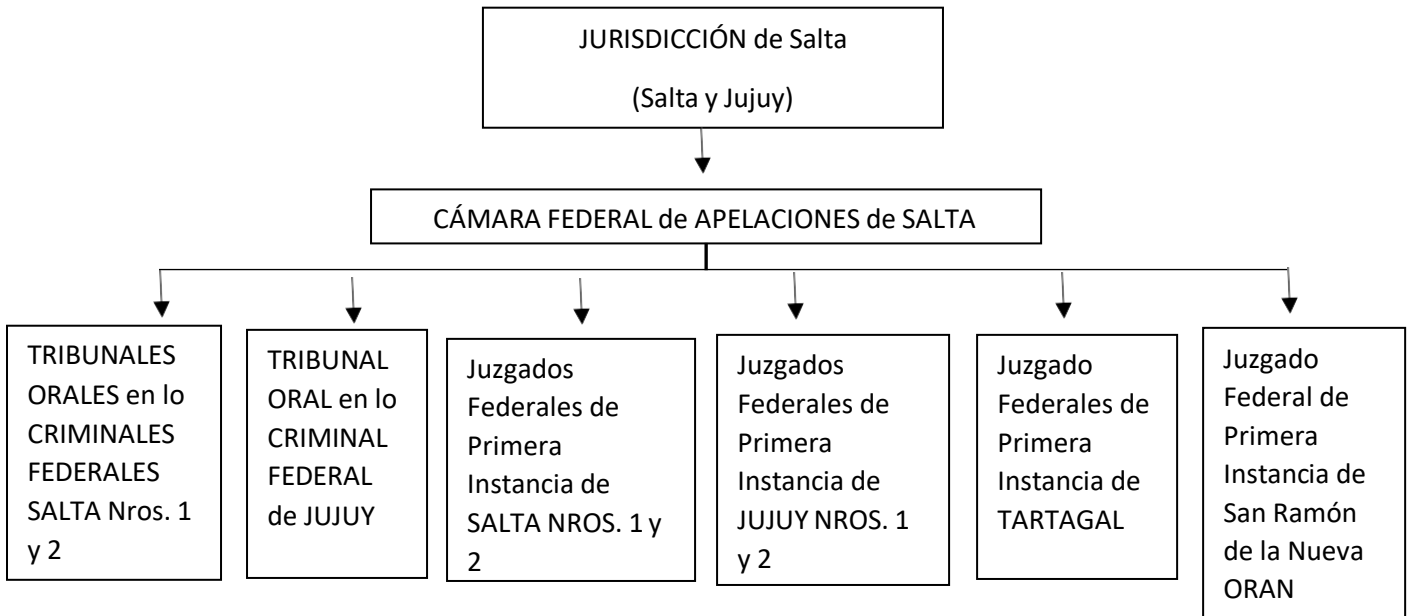 JURISDICCIÓN de Salta
(Salta y Jujuy)
CÁMARA FEDERAL de APELACIONES de SALTA
TRIBUNALES
ORALES en lo
CRIMINALES
FEDERALES
SALTA Nros. 1
y 2
TRIBUNAL
ORAL en lo
CRIMINAL
FEDERAL
de JUJUY
Juzgados
Federales de
Primera
Instancia de
SALTA NROS. 1 y
2
Juzgados
Federales de
Primera
Instancia de
JUJUY NROS. 1
y 2
Juzgado
Federales de
Primera
Instancia de
TARTAGAL
Juzgado
Federal de
Primera
Instancia de
San Ramón
de la Nueva
ORAN